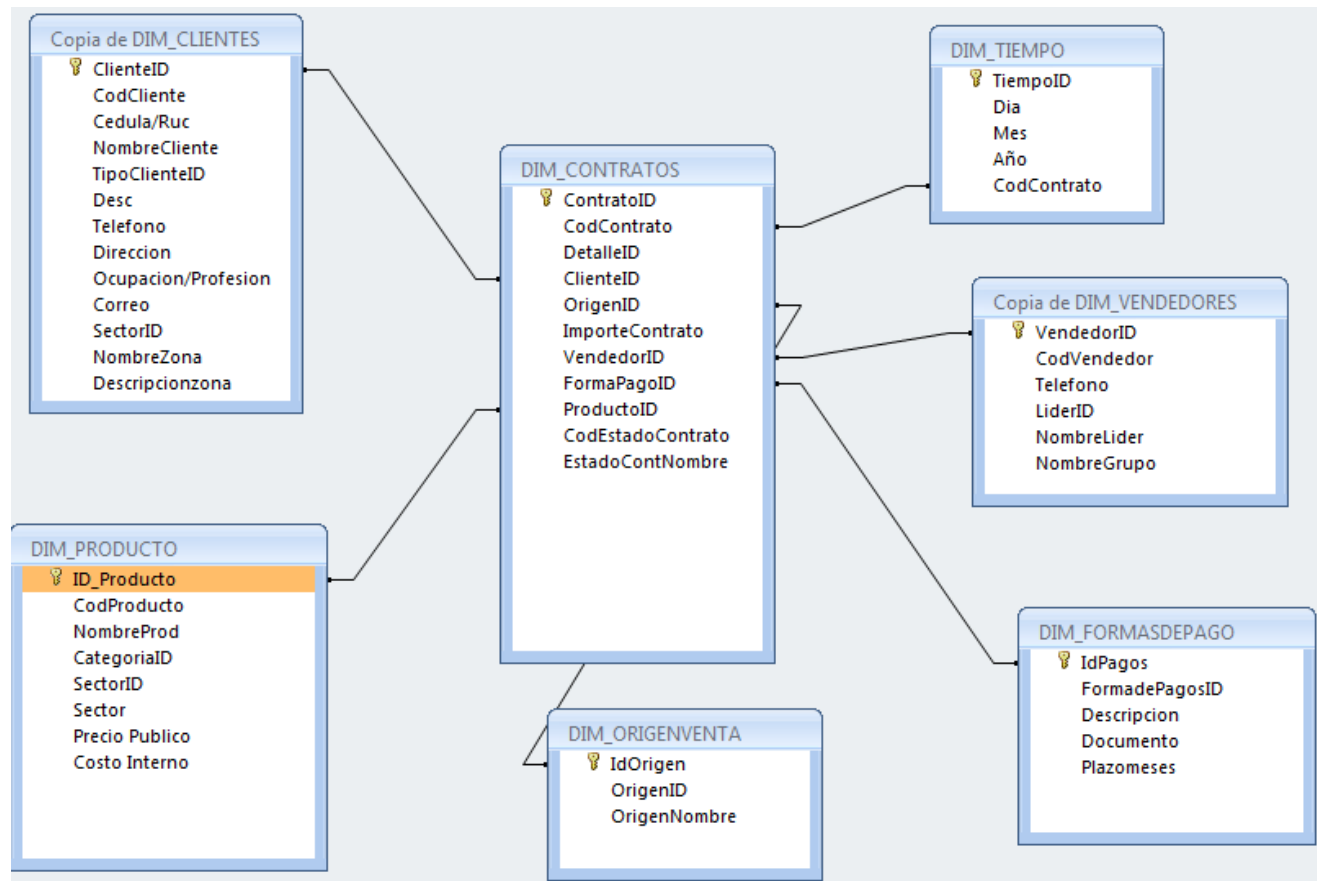 Copia de DIM_CLIENTES
ClienteID
CodCliente
Cedula/Ruc
NombreCliente
TipoClienteID
Desc
Telefono
Direccion
Ocupacion/Profesion
Correo
SectorID
NombreZona
Descripcionzona
DIM_CONTRATOS
ContratoID
CodContrato
DetalleID
ClienteID
OrigenID
ImporteContrato
VendedorID
FormaPagoID
ProductoID
CodEstadoContrato
EstadoContNombre
DIM_TIEMPO
TiempoID
Dia
Mes
Año
CodContrato
Copia de DIM_VENDEDORES
VendedorID
CodVendedor
Telefono
LiderID
NombreLider
NombreGrupo
DIM_PRODUCTO
ID_Producto
CodProducto
NombreProd
CategoriaID
SectorID
Sector
Precio Publico
Costo Interno
DIM_ORIGENVENTA
IdOrigen
OrigenID
OrigenNombre
DIM_FORMASDEPAGO
IdPagos
FormadePagosID
Descripcion
Documento
Plazomeses